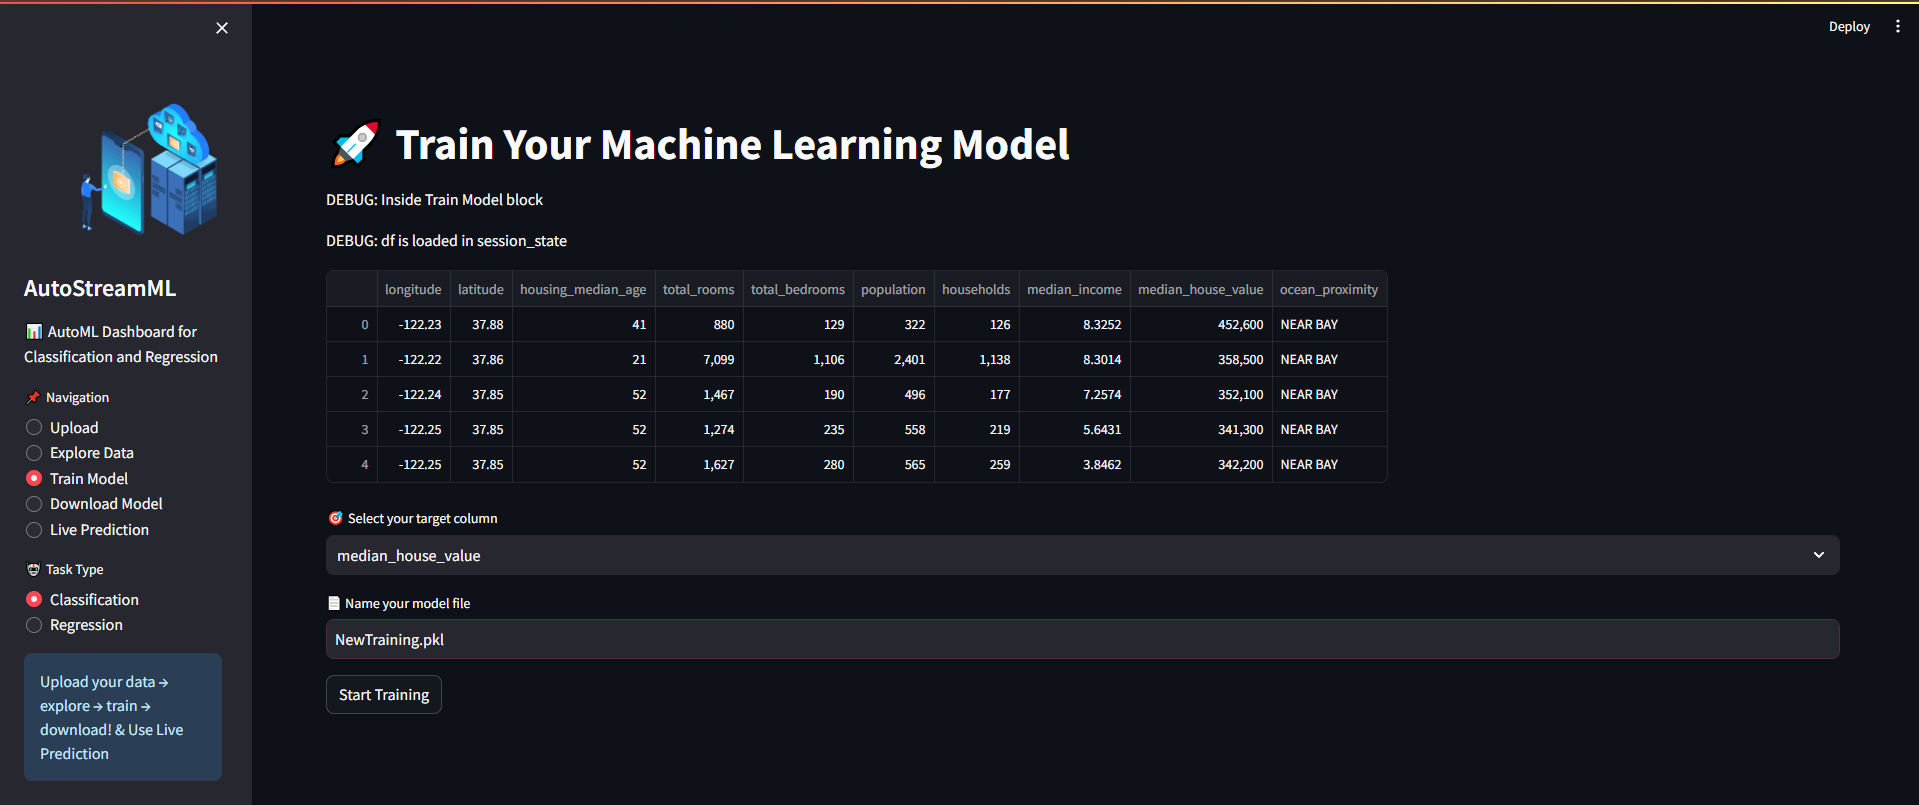 Deploy
AutoStreamML
📊 AutoML Dashboard for
Classification and Regression
📌 Navigation
Upload
Explore Data
Train Model
Download Model
Live Prediction
Task Type
Classification
Regression
Upload your data →
explore → train →
download! & Use Live
Prediction
🚀 Train Your Machine Learning Model
DEBUG: Inside Train Model block
DEBUG: df is loaded in session_state
longitude latitude housing_median_age total_rooms total_bedrooms population households median_income median_house_value ocean_proximity
0 -122.23 37.88 41 880 129 322 126 8.3252 452,600 NEAR BAY
1 -122.22 37.86 21 7,099 1,106 2,401 1,138 8.3014 358,500 NEAR BAY
2 -122.24 37.85 52 1,467 190 496 177 7.2574 352,100 NEAR BAY
3 -122.25 37.85 52 1,274 235 558 219 5.6431 341,300 NEAR BAY
4 -122.25 37.85 52 1,627 280 565 259 3.8462 342,200 NEAR BAY
🎯 Select your target column
median_house_value
📄 Name your model file
NewTraining.pkl
Start Training